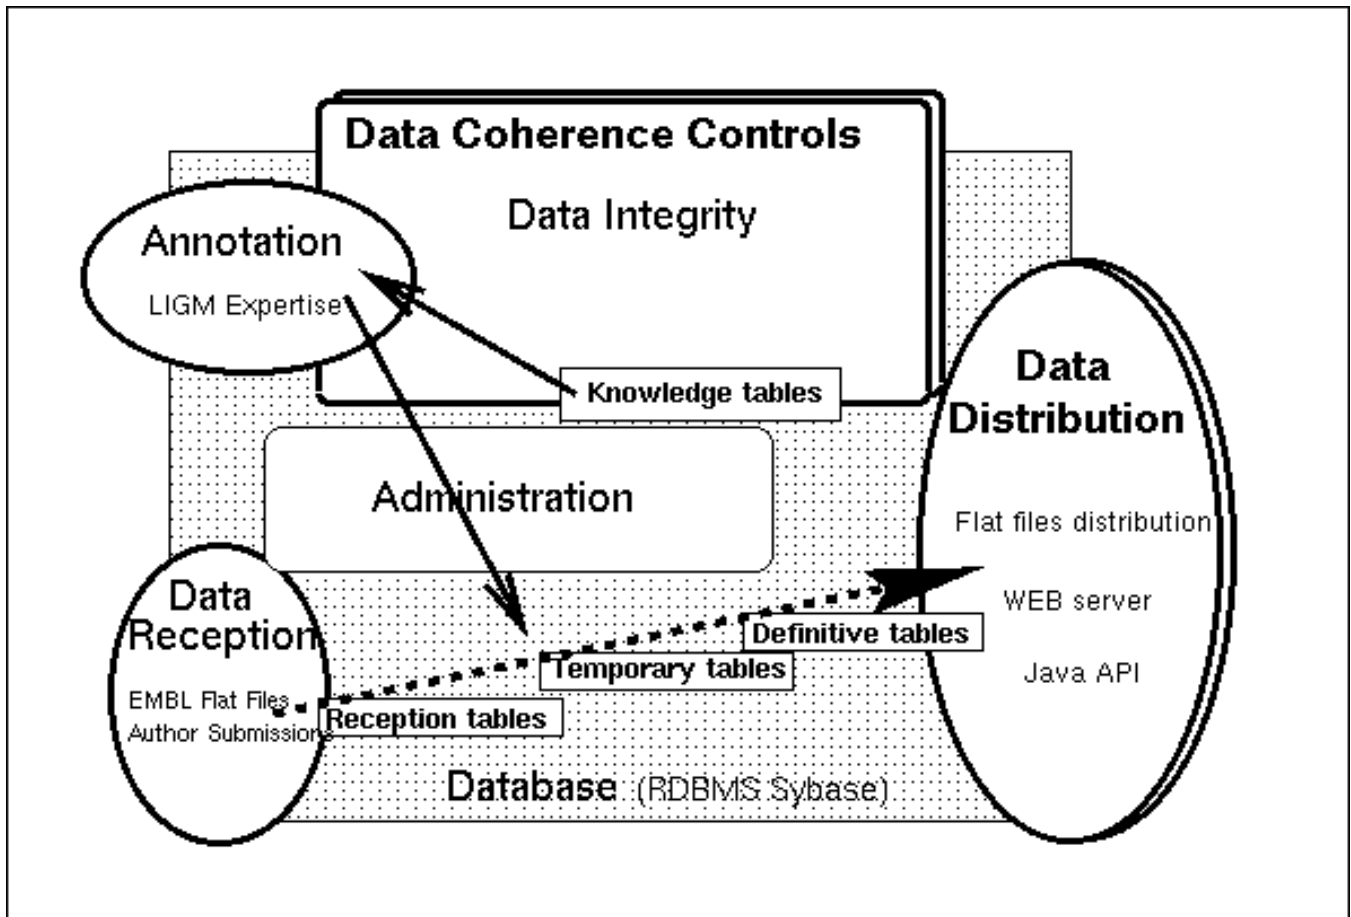 Data Coherence Controls
Data Integrity
Annotation
LIGM Expertise
Knowledge tables
Data
Distribution
Administration
Flat files distribution
WEB server
Java API
Data
Reception
EMBL Flat Files
Author Submissions
Definitive tables
Temporary tables
Reception tables
Database (RDBMS Sybase)